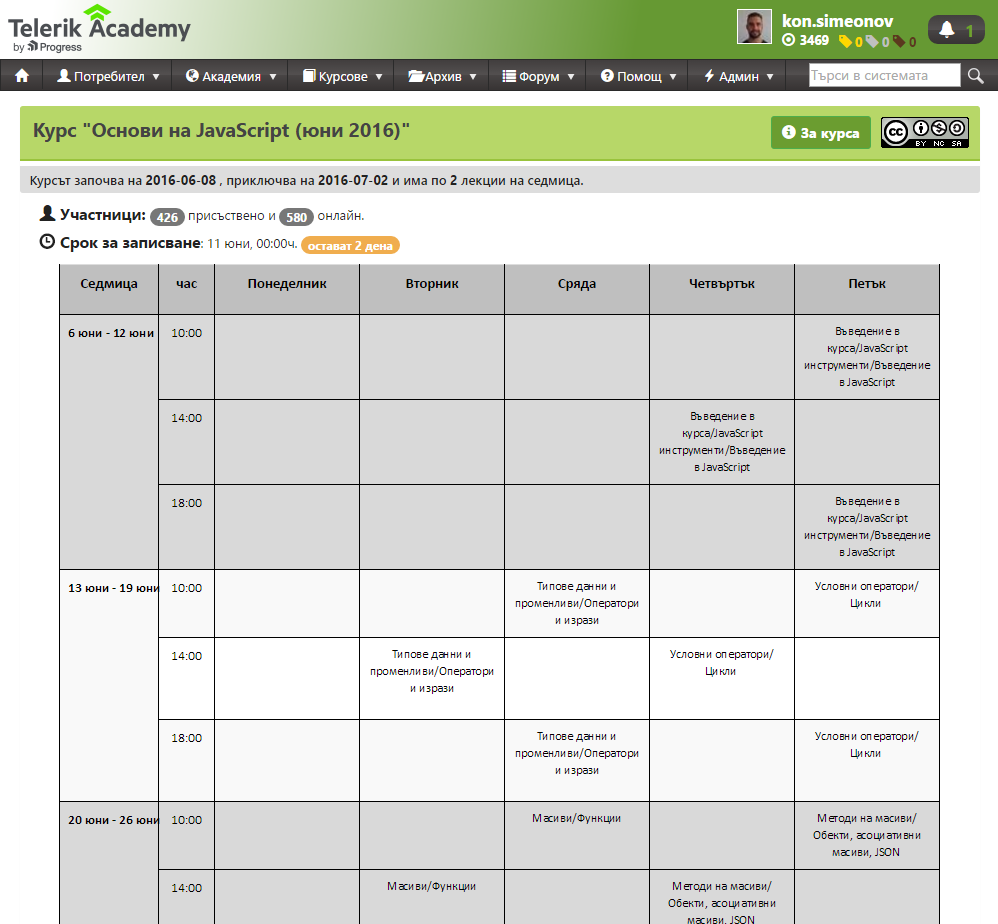 Telerik Academy
by Progress
kon.simeonov
3469 0 0 0
1
Потребител
Академия
Курсове
Архив
Форум
Помощ
Админ
Търси в системата
Курс "Основи на JavaScript (юни 2016)"
За курса
cc
BY NC SA
Курсът започва на 2016-06-08 , приключва на 2016-07-02 и има по 2 лекции на седмица.
Участници: 426 присъствено и 580 онлайн.
Срок за записване: 11 юни, 00:00ч. остават 2 дена
Седмица час Понеделник Вторник Сряда Четвъртък Петък
6 юни - 12 юни 10:00
Въведение в
курса/JavaScript
инструменти/Въведение
в JavaScript
14:00
Въведение в
курса/JavaScript
инструменти/Въведение
в JavaScript
18:00
Въведение в
курса/JavaScript
инструменти/Въведение
в JavaScript
13 юни - 19 юни 10:00
Типове данни и
променливи/Оператори
и изрази
Условни оператори/
Цикли
14:00
Типове данни и
променливи/Оператори
и изрази
Условни оператори/
Цикли
18:00
Типове данни и
променливи/Оператори
и изрази
Условни оператори/
Цикли
20 юни - 26 юни 10:00
Масиви/Функции
Методи на масиви/
Обекти, асоциативни
масиви, JSON
14:00
Масиви/Функции
Методи на масиви/
Обекти, асоциативни
масиви, JSON